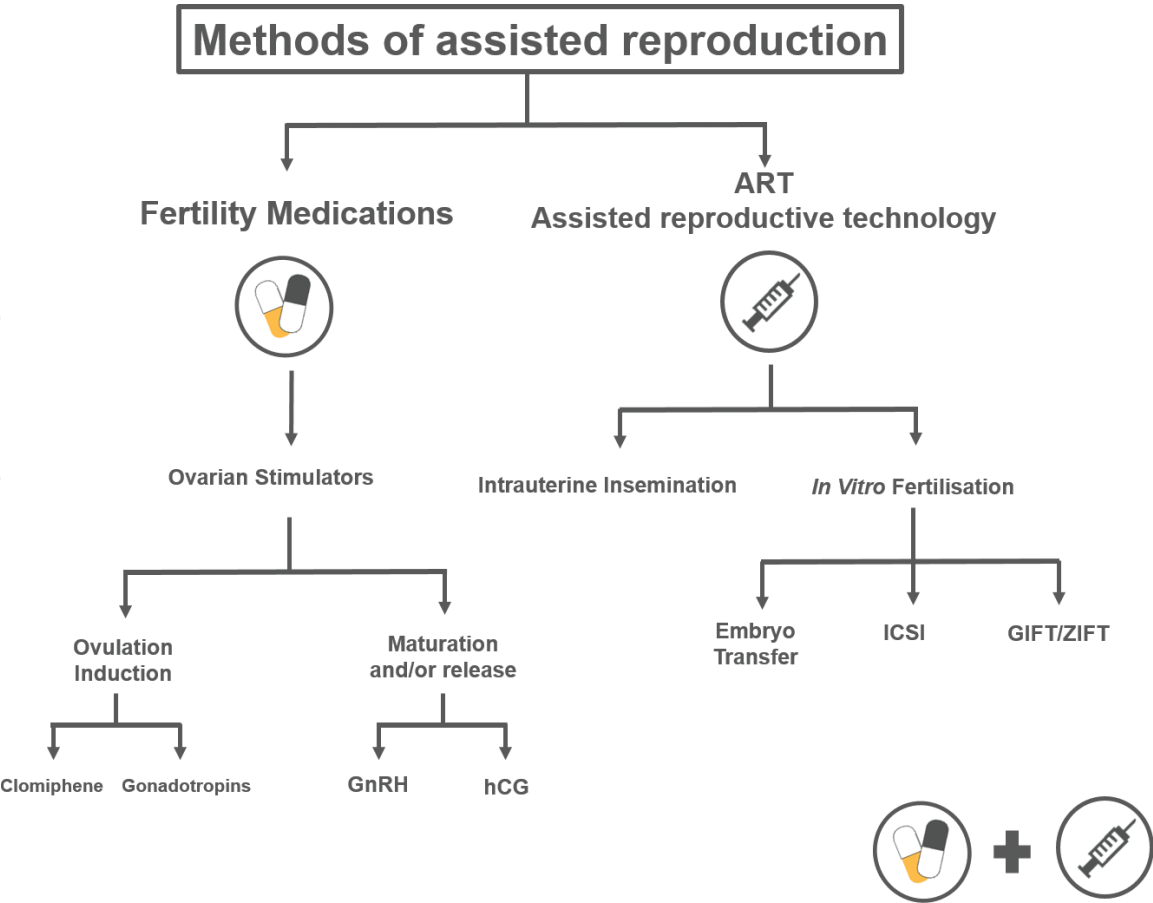 Methods of assisted reproduction
Fertility Medications
ART
Assisted reproductive technology
Ovarian Stimulators
Intrauterine Insemination
In Vitro Fertilisation
Ovulation
Induction
Maturation
and/or release
Embryo
Transfer
ICSI
GIFT/ZIFT
Clomiphene
Gonadotropins
GnRH
hCG